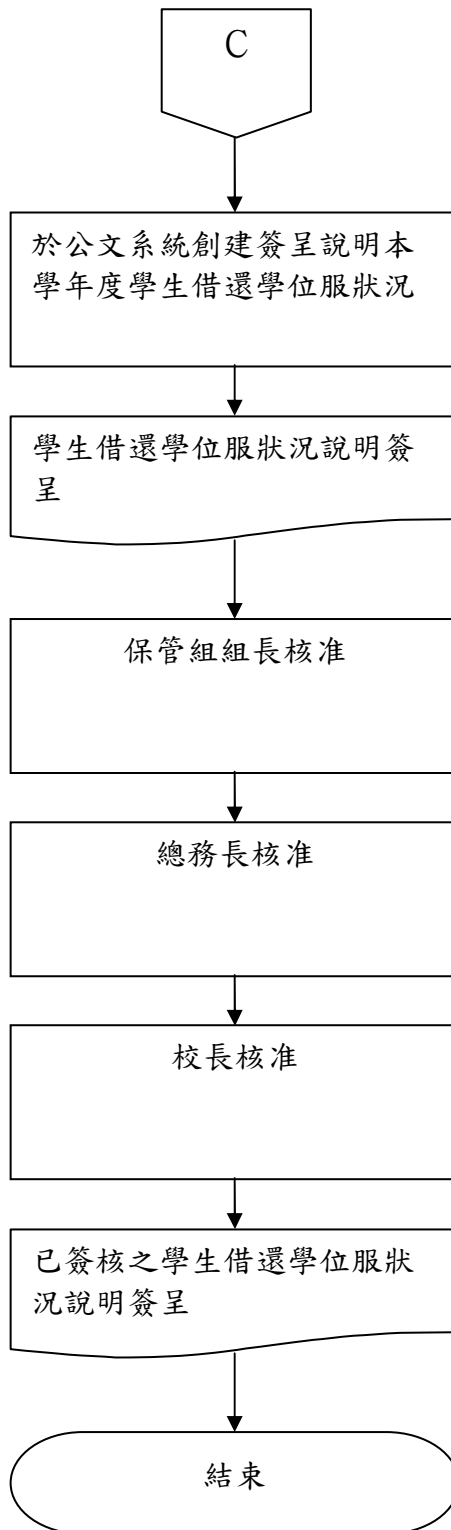 C
於公文系統創建簽呈說明本
學年度學生借還學位服狀況
學生借還學位服狀況說明簽
呈
保管組組長核准
總務長核准
校長核准
已簽核之學生借還學位服狀
況說明簽呈
結束